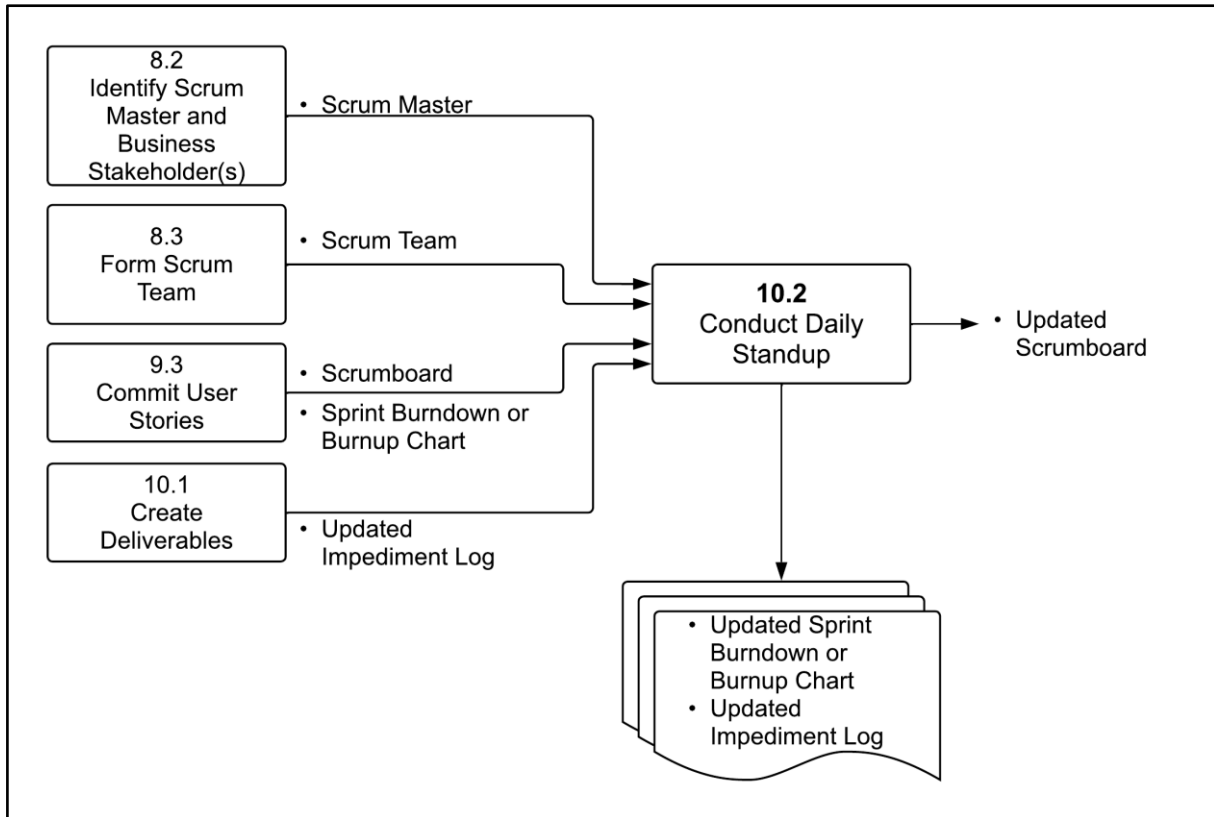 8.2
Identify Scrum
Master and
Business
Stakeholder(s)
• Scrum Master
8.3
Form Scrum
Team
• Scrum Team
9.3
Commit User
Stories
• Scrumboard
• Sprint Burndown or
Burnup Chart
10.1
Create
Deliverables
• Updated
Impediment Log
10.2
Conduct Daily
Standup
• Updated
Scrumboard
• Updated Sprint
Burndown or
Burnup Chart
• Updated
Impediment Log